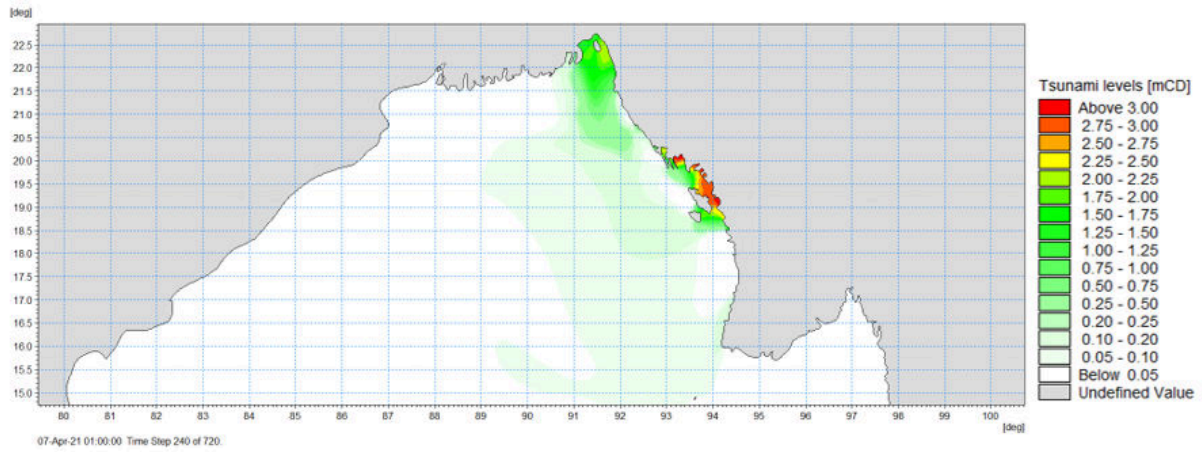 [deg]
22.5
22.0
21.5
21.0
20.5
20.0
19.5
19.0
18.5
18.0
17.5
17.0
16.5
16.0
15.5
15.0
80 81 82 83 84 85 86 87 88 89 90 91 92 93 94 95 96 97 98 99 100
[deg]
07-Apr-21 01:00:00 Time Step 240 of 720.
Tsunami levels [mCD]
Above 3.00
2.75 - 3.00
2.50 - 2.75
2.25 - 2.50
2.00 - 2.25
1.75 - 2.00
1.50 - 1.75
1.25 - 1.50
1.00 - 1.25
0.75 - 1.00
0.50 - 0.75
0.25 - 0.50
0.20 - 0.25
0.10 - 0.20
0.05 - 0.10
Below 0.05
Undefined Value